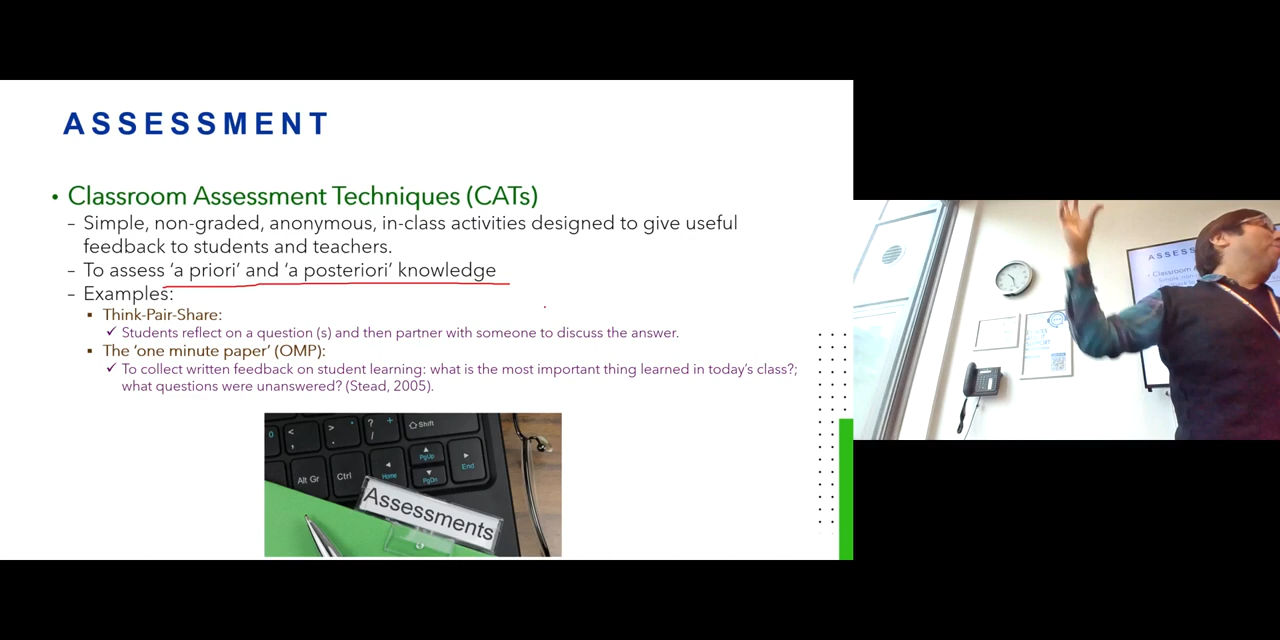 ASSESSMENT
• Classroom Assessment Techniques (CATs)
– Simple, non-graded, anonymous, in-class activities designed to give useful
feedback to students and teachers.
– To assess ‘a priori’ and ‘a posteriori’ knowledge
– Examples:
▪ Think-Pair-Share:
✓ Students reflect on a question (s) and then partner with someone to discuss the answer.
▪ The ‘one minute paper’ (OMP):
✓ To collect written feedback on student learning: what is the most important thing learned in today’s class?;
what questions were unanswered? (Stead, 2005).
0 < , > . ? / + Shift
Alt Gr Ctrl Home PgUp PgDn End
Assessments
ASSESS